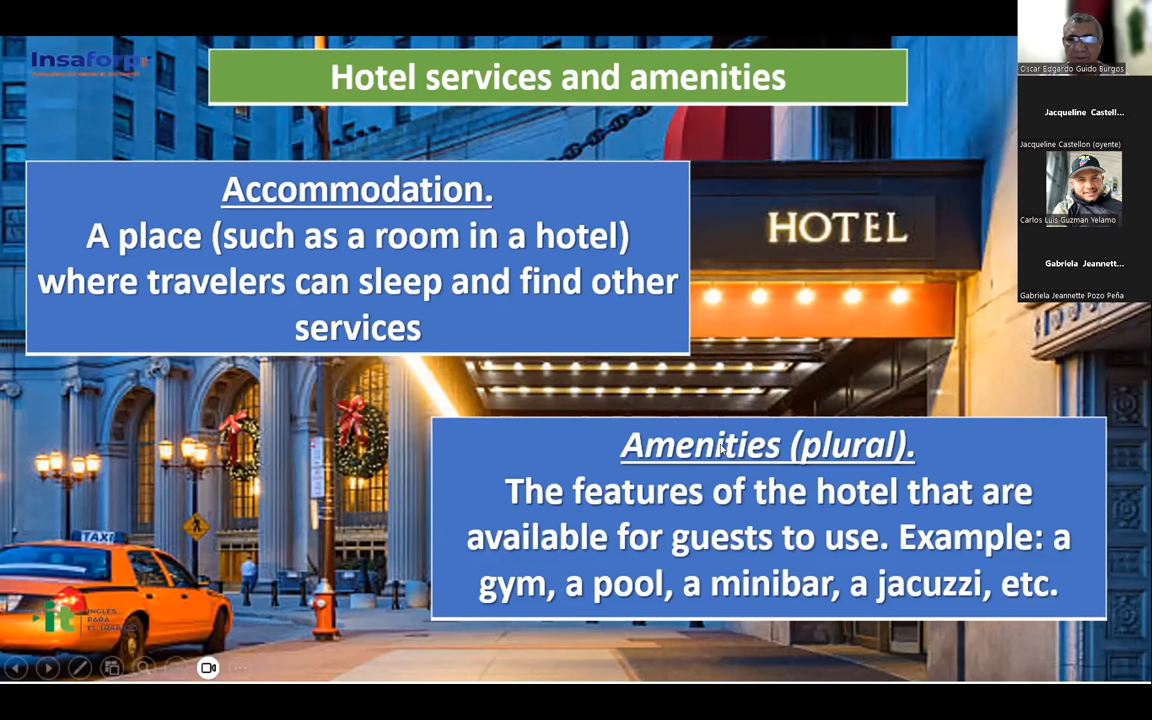 Insaforp
Hotel services and amenities
Accommodation.
A place (such as a room in a hotel)
where travelers can sleep and find other
services
HOTEL
Amenities (plural).
The features of the hotel that are
available for guests to use. Example: a
gym, a pool, a minibar, a jacuzzi, etc.
TAXI
it
INGLÉS
PARA
EL TRABAJO
Oscar Edgardo Guido Burgos
Jacqueline Castell...
Jacqueline Castellon (oyente)
Carlos Luis Guzman Yelamo
Gabriela Jeannett...
Gabriela Jeannette Pozo Peña